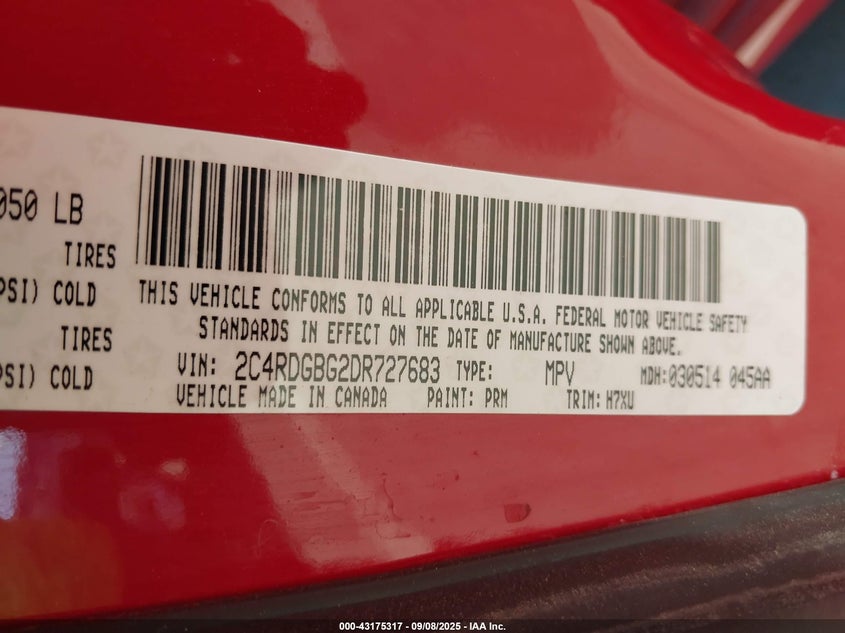 050 LB
TIRES
PSI) COLD
TIRES
PSI) COLD
THIS VEHICLE CONFORMS TO ALL APPLICABLE U.S.A. FEDERAL MOTOR VEHICLE SAFETY
STANDARDS IN EFFECT ON THE DATE OF MANUFACTURE SHOWN ABOVE.
VIN: 2C4RDGBG2DR727683 TYPE: MPV MDH:030514 045AA
VEHICLE MADE IN CANADA PAINT: PRM TRIM: H7XU
000-43175317 - 09/08/2025 - IAA Inc.